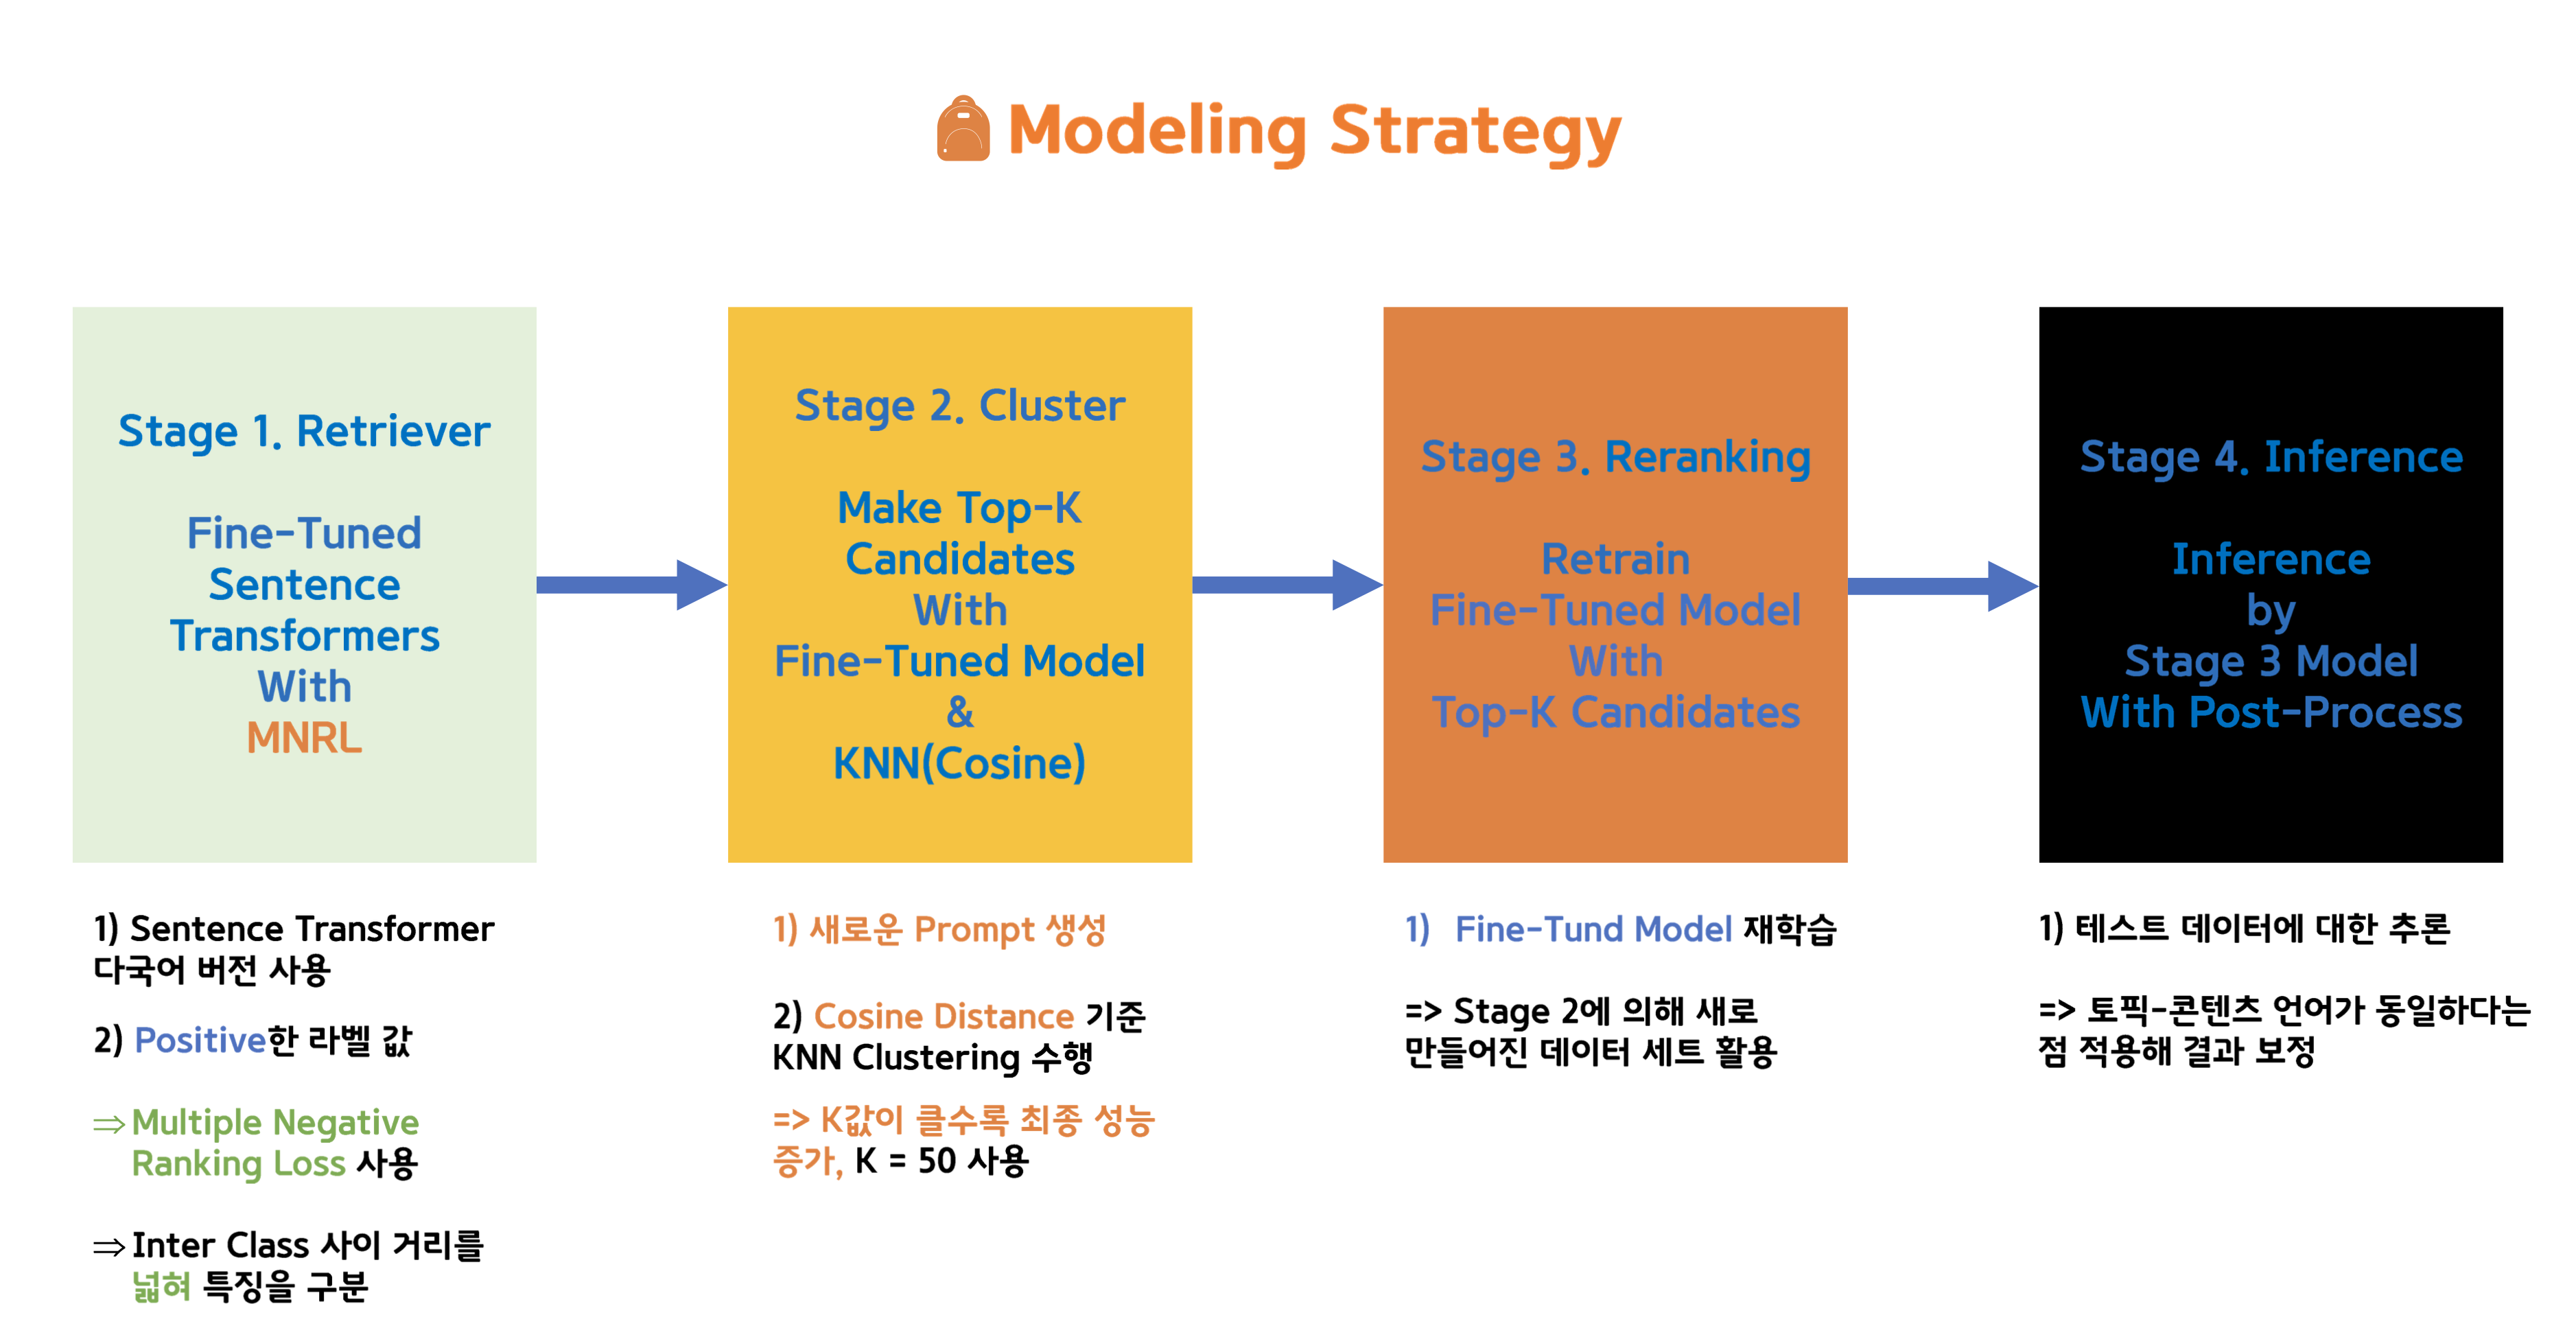 Modeling Strategy
Stage 1. Retriever
Fine-Tuned
Sentence
Transformers
With
MNRL
Stage 2. Cluster
Make Top-K
Candidates
With
Fine-Tuned Model
&
KNN(Cosine)
Stage 3. Reranking
Retrain
Fine-Tuned Model
With
Top-K Candidates
Stage 4. Inference
Inference
by
Stage 3 Model
With Post-Process
1) Sentence Transformer
다국어 버전 사용
2) Positive한 라벨 값
⇒ Multiple Negative
Ranking Loss 사용
⇒ Inter Class 사이 거리를
넓혀 특징을 구분
1) 새로운 Prompt 생성
2) Cosine Distance 기준
KNN Clustering 수행
=> K값이 클수록 최종 성능
증가, K = 50 사용
1) Fine-Tund Model 재학습
=> Stage 2에 의해 새로
만들어진 데이터 세트 활용
1) 테스트 데이터에 대한 추론
=> 토픽-콘텐츠 언어가 동일하다는
점 적용해 결과 보정